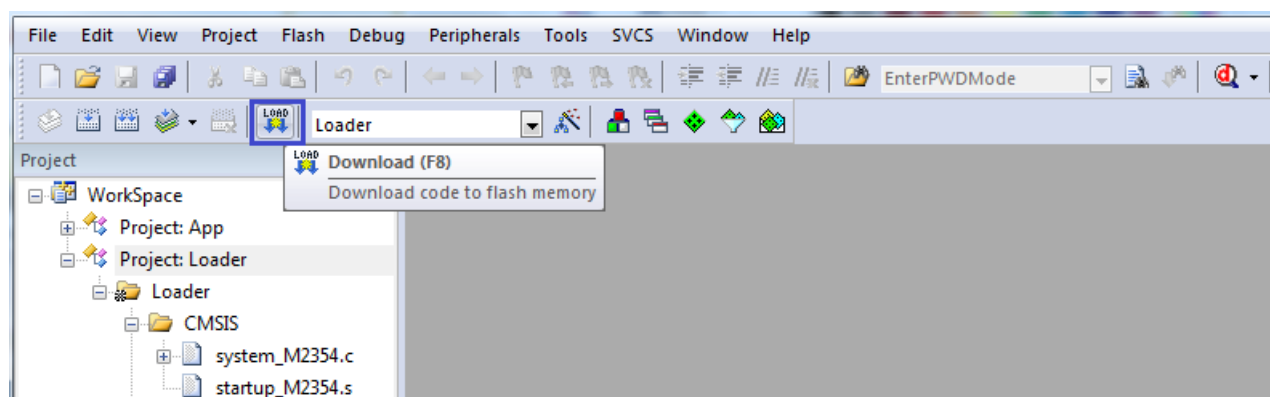 File Edit View Project Flash Debug Peripherals Tools SVCS Window Help
EnterPWDMode
LOAD Loader
Project
LOAD Download (F8)
Download code to flash memory
WorkSpace
Project: App
Project: Loader
Loader
CMSIS
system_M2354.c
startup_M2354.s